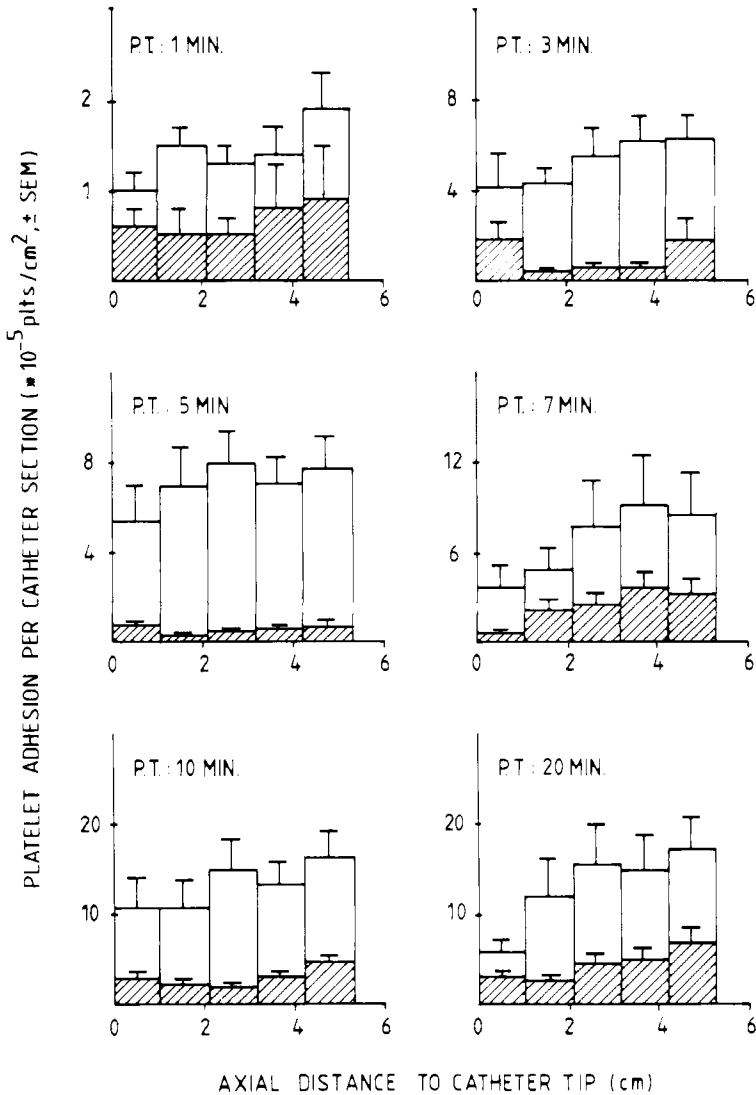 PLATELET ADHESION PER CATHETER SECTION (*10⁻⁵ plts/cm², ± SEM)
P.T.: 1 MIN.
2
1
0 2 4 6
P.T.: 3 MIN.
8
4
0 2 4 6
P.T.: 5 MIN
8
4
0 2 4 6
P.T.: 7 MIN.
12
6
0 2 4 6
P.T.: 10 MIN.
20
10
0 2 4 6
P.T.: 20 MIN.
20
10
0 2 4 6
AXIAL DISTANCE TO CATHETER TIP (cm)